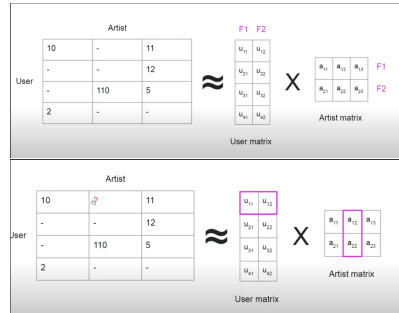 Artist
F1 F2
User
10 - 11
- - 12
- 110 5
2 - -
≈
u11 u12
u21 u22
u31 u32
u41 u42
X
a11 a12 a13 F1
a21 a22 a23 F2
User matrix
Artist matrix
Artist
User
10 ? 11
- - 12
- 110 5
2 - -
≈
u11 u12
u21 u22
u31 u32
u41 u42
X
a11 a12 a13
a21 a22 a23
User matrix
Artist matrix